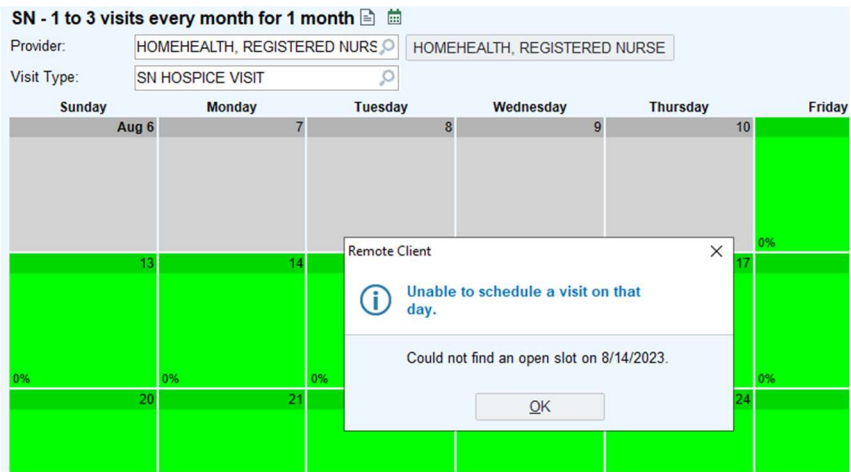 SN - 1 to 3 visits every month for 1 month
Provider: HOMEHEALTH, REGISTERED NURS HOMEHEALTH, REGISTERED NURSE
Visit Type: SN HOSPICE VISIT
Sunday Monday Tuesday Wednesday Thursday Friday
Aug 6 7 8 9 10
0%
Remote Client
13 14 17
Unable to schedule a visit on that
day.
Could not find an open slot on 8/14/2023.
0% 0% 0% 0%
20 21 24
OK